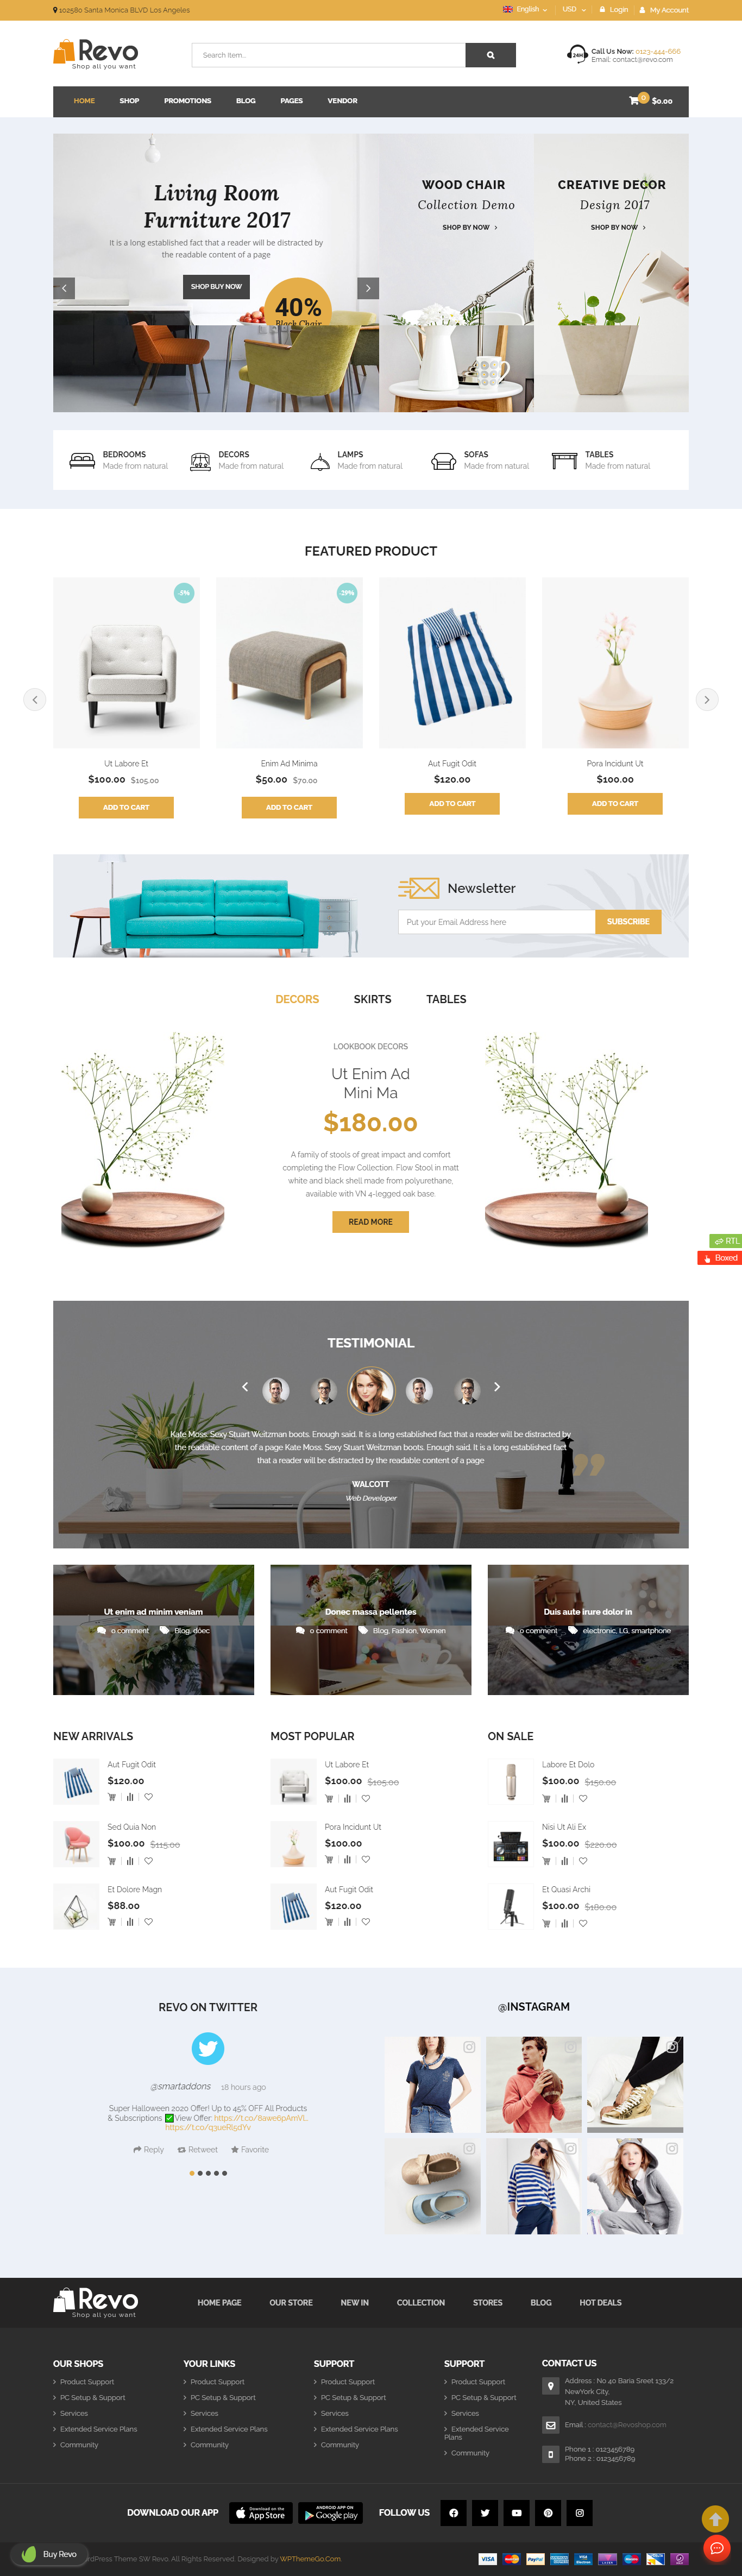 102580 Santa Monica BLVD Los Angeles
English
USD
Login
My Account
Revo
Shop all you want
Search Item...
24H
Call Us Now: 0123-444-666
Email: contact@revo.com
HOME
SHOP
PROMOTIONS
BLOG
PAGES
VENDOR
0
$0.00
Living Room
Furniture 2017
It is a long established fact that a reader will be distracted by
the readable content of a page
SHOP BUY NOW
40%
Black Chair
WOOD CHAIR
Collection Demo
SHOP BY NOW
CREATIVE DECOR
Design 2017
SHOP BY NOW
BEDROOMS
Made from natural
DECORS
Made from natural
LAMPS
Made from natural
SOFAS
Made from natural
TABLES
Made from natural
FEATURED PRODUCT
-5%
-29%
Ut Labore Et
$100.00 $105.00
ADD TO CART
Enim Ad Minima
$50.00 $70.00
ADD TO CART
Aut Fugit Odit
$120.00
ADD TO CART
Pora Incidunt Ut
$100.00
ADD TO CART
Newsletter
Put your Email Address here
SUBSCRIBE
DECORS
SKIRTS
TABLES
LOOKBOOK DECORS
Ut Enim Ad
Mini Ma
$180.00
A family of stools of great impact and comfort
completing the Flow Collection. Flow Stool in matt
white and black shell made from polyurethane,
available with VN 4-legged oak base.
READ MORE
RTL
Boxed
TESTIMONIAL
Kate Moss. Sexy Stuart Weitzman boots. Enough said. It is a long established fact that a reader will be distracted by
the readable content of a page Kate Moss. Sexy Stuart Weitzman boots. Enough said. It is a long established fact
that a reader will be distracted by the readable content of a page
WALCOTT
Web Developer
Ut enim ad minim veniam
0 comment
Blog, dóec
Donec massa pellentes
0 comment
Blog, Fashion, Women
Duis aute irure dolor in
0 comment
electronic, LG, smartphone
NEW ARRIVALS
Aut Fugit Odit
$120.00
Sed Quia Non
$100.00 $115.00
Et Dolore Magn
$88.00
MOST POPULAR
Ut Labore Et
$100.00 $105.00
Pora Incidunt Ut
$100.00
Aut Fugit Odit
$120.00
ON SALE
Labore Et Dolo
$100.00 $150.00
Nisi Ut Ali Ex
$100.00 $220.00
Et Quasi Archi
$100.00 $180.00
REVO ON TWITTER
@smartaddons 18 hours ago
Super Halloween 2020 Offer! Up to 45% OFF All Products
& Subscriptions ✅View Offer: https://t.co/8awe6pAmVL
https://t.co/q3ueRl5dYv
Reply
Retweet
Favorite
@INSTAGRAM
Revo
Shop all you want
HOME PAGE
OUR STORE
NEW IN
COLLECTION
STORES
BLOG
HOT DEALS
OUR SHOPS
Product Support
PC Setup & Support
Services
Extended Service Plans
Community
YOUR LINKS
Product Support
PC Setup & Support
Services
Extended Service Plans
Community
SUPPORT
Product Support
PC Setup & Support
Services
Extended Service Plans
Community
SUPPORT
Product Support
PC Setup & Support
Services
Extended Service
Plans
Community
CONTACT US
Address : No 40 Baria Sreet 133/2
NewYork City,
NY, United States
Email : contact@Revoshop.com
Phone 1 : 0123456789
Phone 2 : 0123456789
DOWNLOAD OUR APP
Download on the
App Store
ANDROID APP ON
Google play
FOLLOW US
Buy Revo
rdPress Theme SW Revo. All Rights Reserved. Designed by WPThemeGo.Com
VISA
MasterCard
PayPal